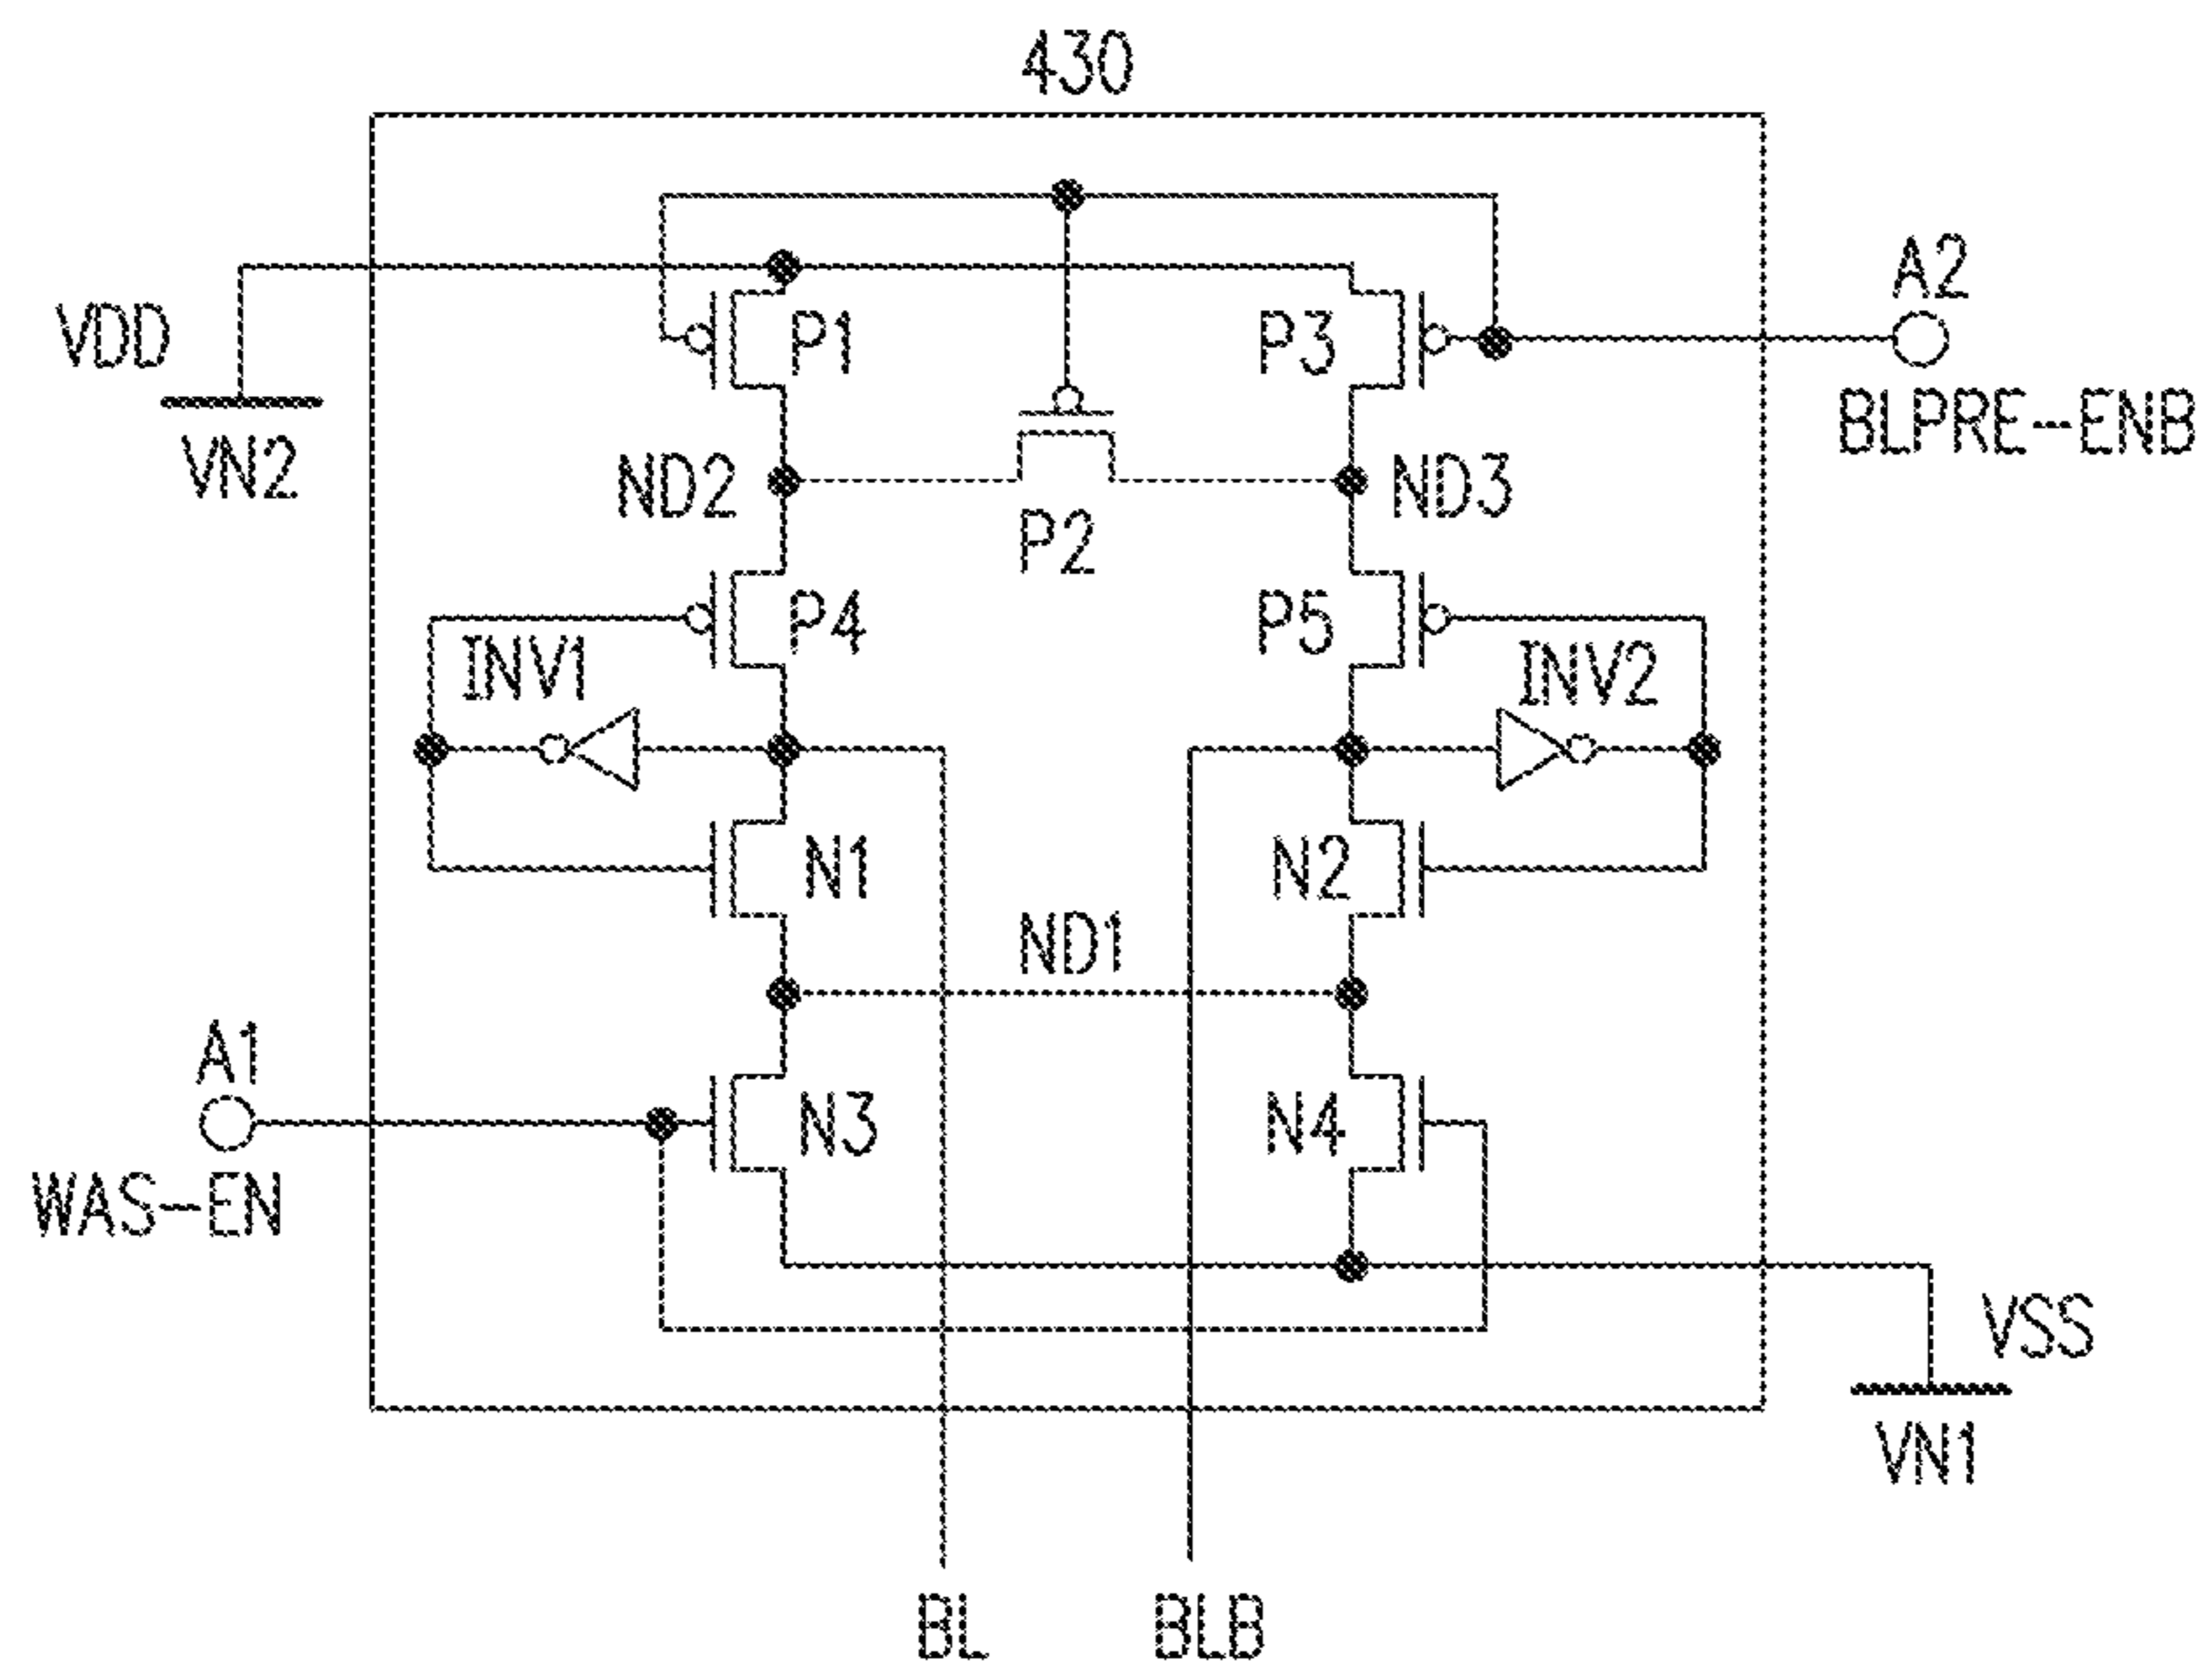 430
A2
VDD
P1
P3
BLPRE-ENB
VN2
ND2
ND3
P2
P4
P5
INV1
INV2
N1
N2
ND1
A1
N3
N4
WAS-EN
VSS
VN1
BL
BLB